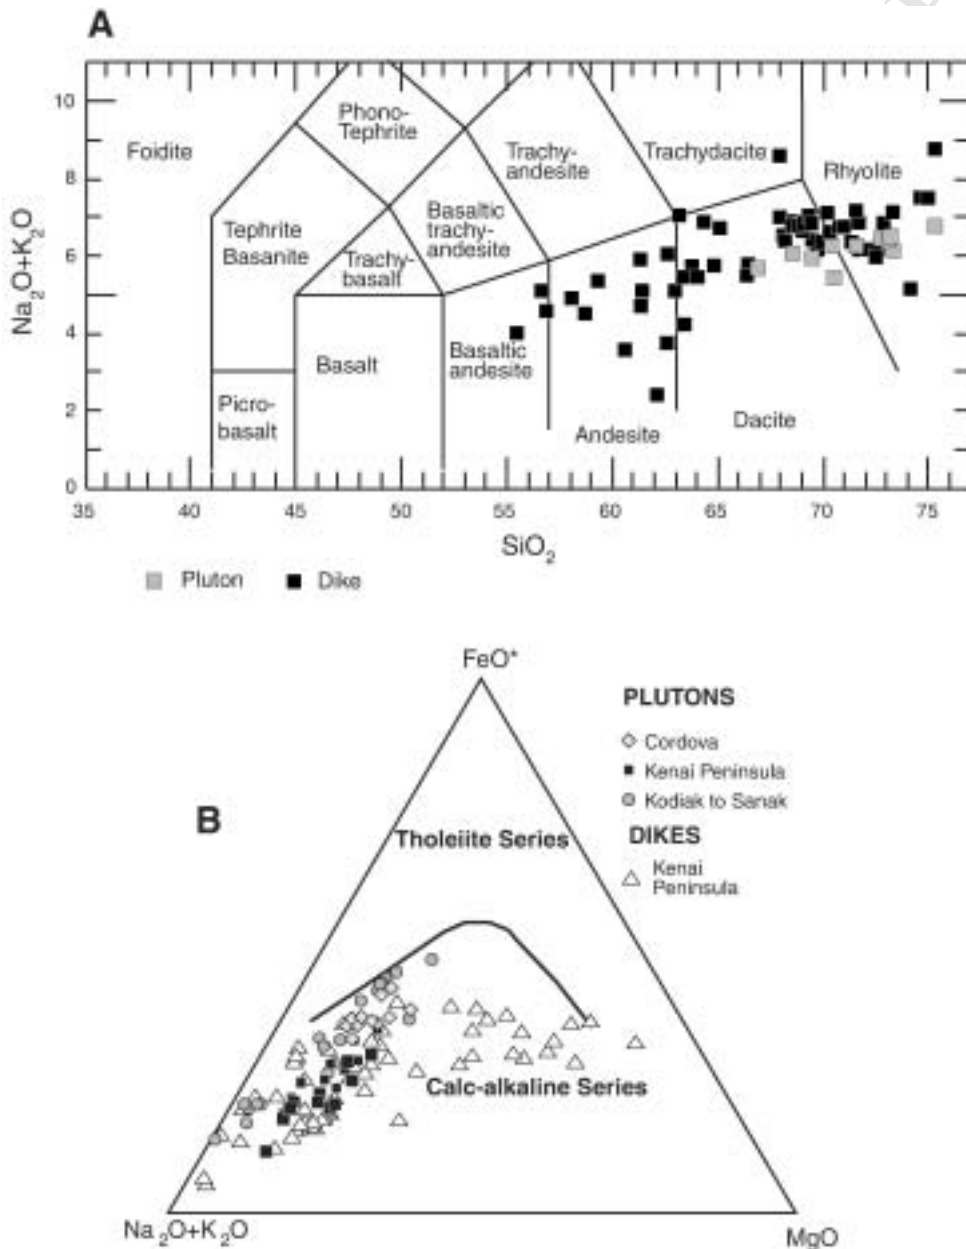 A
Na2O+K2O
10
8
6
4
2
0
35
40
45
50
55
60
65
70
75
SiO2
Foidite
Phono-
Tephrite
Trachy-
andesite
Trachydacite
Rhyolite
Tephrite
Basanite
Basaltic
trachy-
andesite
Trachy-
basalt
Basalt
Basaltic
andesite
Picro-
basalt
Andesite
Dacite
Pluton
Dike
B
FeO*
PLUTONS
Cordova
Kenai Peninsula
Kodiak to Sanak
DIKES
Kenai
Peninsula
Tholeiite Series
Calc-alkaline Series
Na2O+K2O
MgO